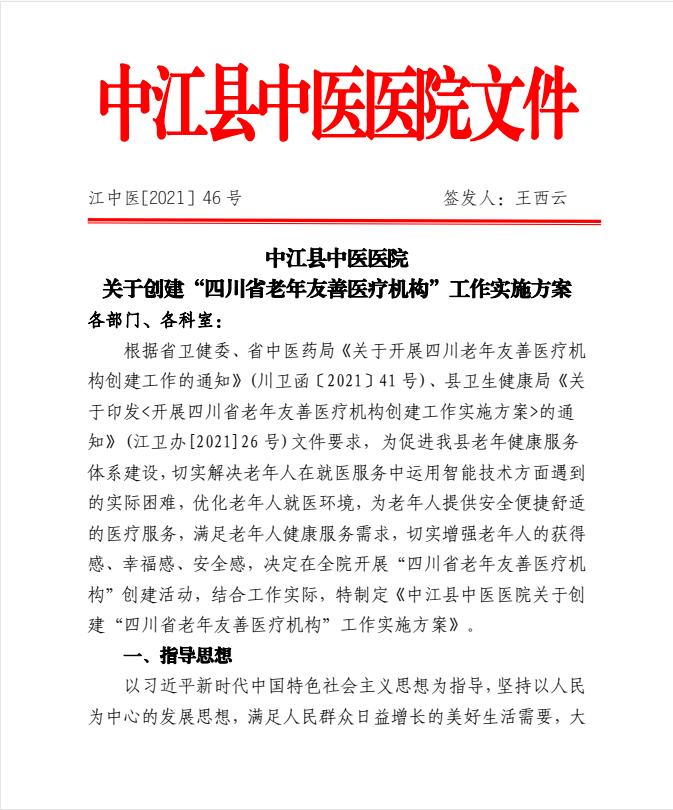 中江县中医医院文件
江中医[2021] 46 号 签发人：王西云
中江县中医医院
关于创建“四川省老年友善医疗机构”工作实施方案
各部门、各科室：
根据省卫健委、省中医药局《关于开展四川老年友善医疗机
构创建工作的通知》(川卫函〔2021〕41 号)、县卫生健康局《关
于印发<开展四川省老年友善医疗机构创建工作实施方案>的通
知》(江卫办[2021]26 号)文件要求，为促进我县老年健康服务
体系建设，切实解决老年人在就医服务中运用智能技术方面遇到
的实际困难，优化老年人就医环境，为老年人提供安全便捷舒适
的医疗服务，满足老年人健康服务需求，切实增强老年人的获得
感、幸福感、安全感，决定在全院开展“四川省老年友善医疗机
构”创建活动，结合工作实际，特制定《中江县中医医院关于创
建“四川省老年友善医疗机构”工作实施方案》。
一、指导思想
以习近平新时代中国特色社会主义思想为指导，坚持以人民
为中心的发展思想，满足人民群众日益增长的美好生活需要，大